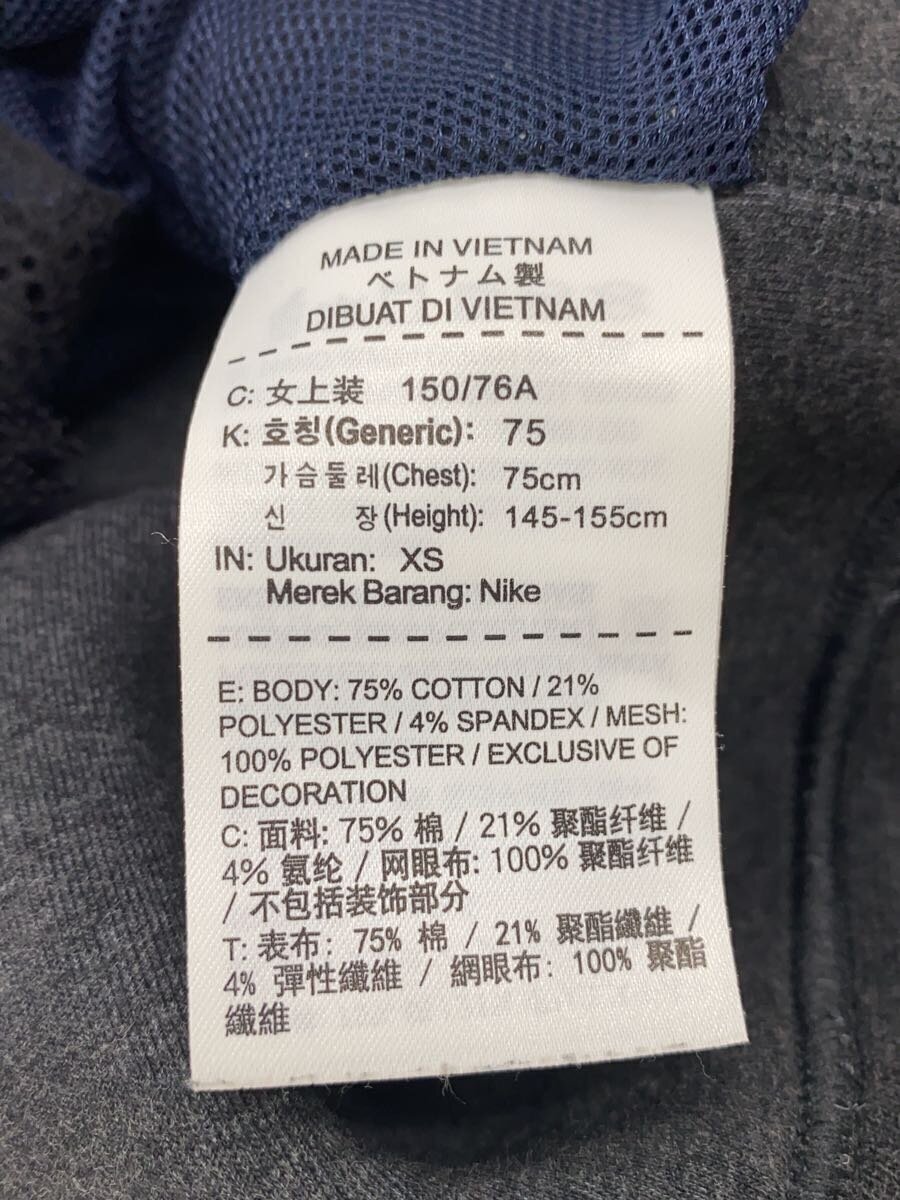 MADE IN VIETNAM
ベトナム製
DIBUAT DI VIETNAM
C: 女上装 150/76A
K: 호칭(Generic): 75
가슴둘레(Chest): 75cm
신 장(Height): 145-155cm
IN: Ukuran: XS
Merek Barang: Nike
E: BODY: 75% COTTON / 21%
POLYESTER / 4% SPANDEX / MESH:
100% POLYESTER / EXCLUSIVE OF
DECORATION
C: 面料: 75% 棉 / 21% 聚酯纤维 /
4% 氨纶 / 网眼布: 100% 聚酯纤维
/ 不包括装饰部分
T: 表布: 75% 棉 / 21% 聚酯纖維 /
4% 彈性纖維 / 網眼布: 100% 聚酯
纖維